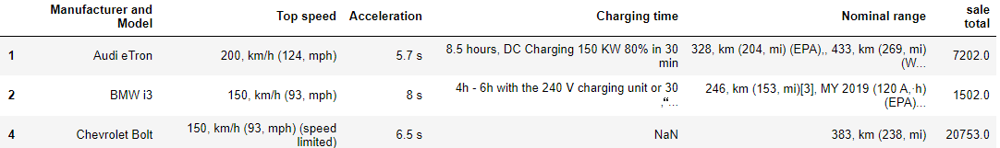 Manufacturer and Model Top speed Acceleration Charging time Nominal range sale total
1 Audi eTron 200, km/h (124, mph) 5.7 s 8.5 hours, DC Charging 150 KW 80% in 30 min 328, km (204, mi) (EPA),, 433, km (269, mi) (W... 7202.0
2 BMW i3 150, km/h (93, mph) 8 s 4h - 6h with the 240 V charging unit or 30 ,“... 246, km (153, mi)[3], MY 2019 (120 A,·h) (EPA)... 1502.0
4 Chevrolet Bolt 150, km/h (93, mph) (speed limited) 6.5 s NaN 383, km (238, mi) 20753.0